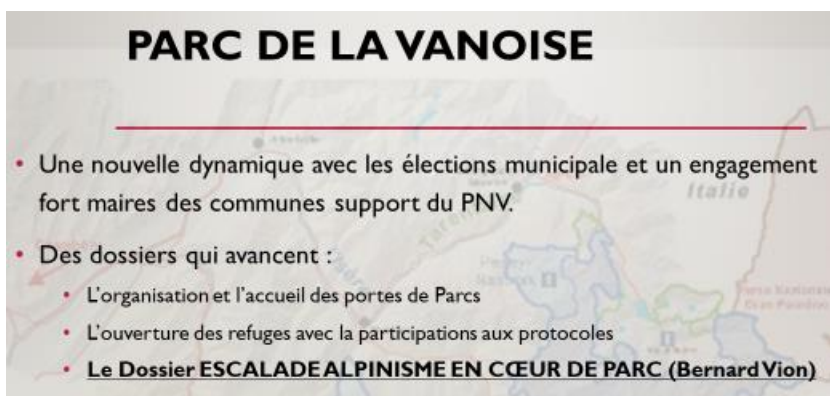 PARC DE LA VANOISE
• Une nouvelle dynamique avec les élections municipale et un engagement
fort maires des communes support du PNV.
Italie
• Des dossiers qui avancent :
• L'organisation et l'accueil des portes de Parcs
• L'ouverture des refuges avec la participations aux protocoles
• Le Dossier ESCALADE ALPINISME EN CŒUR DE PARC (Bernard Vion)